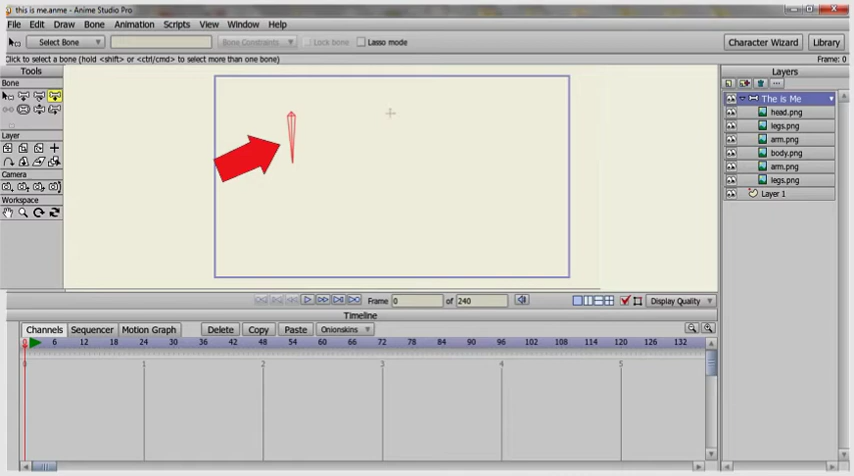 this is me.anme - Anime Studio Pro
File Edit Draw Bone Animation Scripts View Window Help
Select Bone Bone Constraints Lock bone Lasso mode Character Wizard Library
Click to select a bone (hold <shift> or <ctrl/cmd> to select more than one bone) Frame: 0
Tools Layers
Bone
The is Me
head.png
legs.png
arm.png
body.png
arm.png
legs.png
Layer 1
Layer
Camera
Workspace
Frame 0 of 240 Display Quality
Timeline
Channels Sequencer Motion Graph Delete Copy Paste Onionskins
0 6 12 18 24 30 36 42 48 54 60 66 72 78 84 90 96 102 108 114 120 126 132
0 1 2 3 4 5